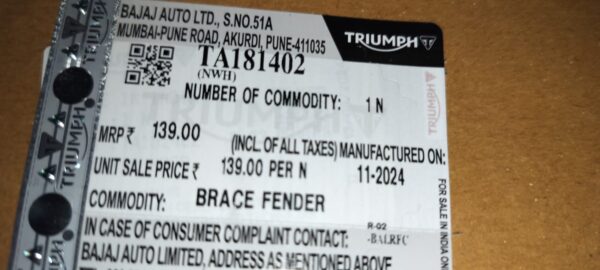 BAJAJ AUTO LTD., S.NO.51A
MUMBAI-PUNE ROAD, AKURDI, PUNE-411035
TRIUMPH
TA181402
(NWH)
NUMBER OF COMMODITY: 1 N
MRP ₹ 139.00 (INCL. OF ALL TAXES) MANUFACTURED ON:
UNIT SALE PRICE ₹ 139.00 PER N 11-2024
COMMODITY: BRACE FENDER
R-02
IN CASE OF CONSUMER COMPLAINT CONTACT: -BALRFC
BAJAJ AUTO LIMITED, ADDRESS AS MENTIONED ABOVE
FOR SALE IN INDIA ON
TRIUMPH
TRIUMPH
TRIUMPH